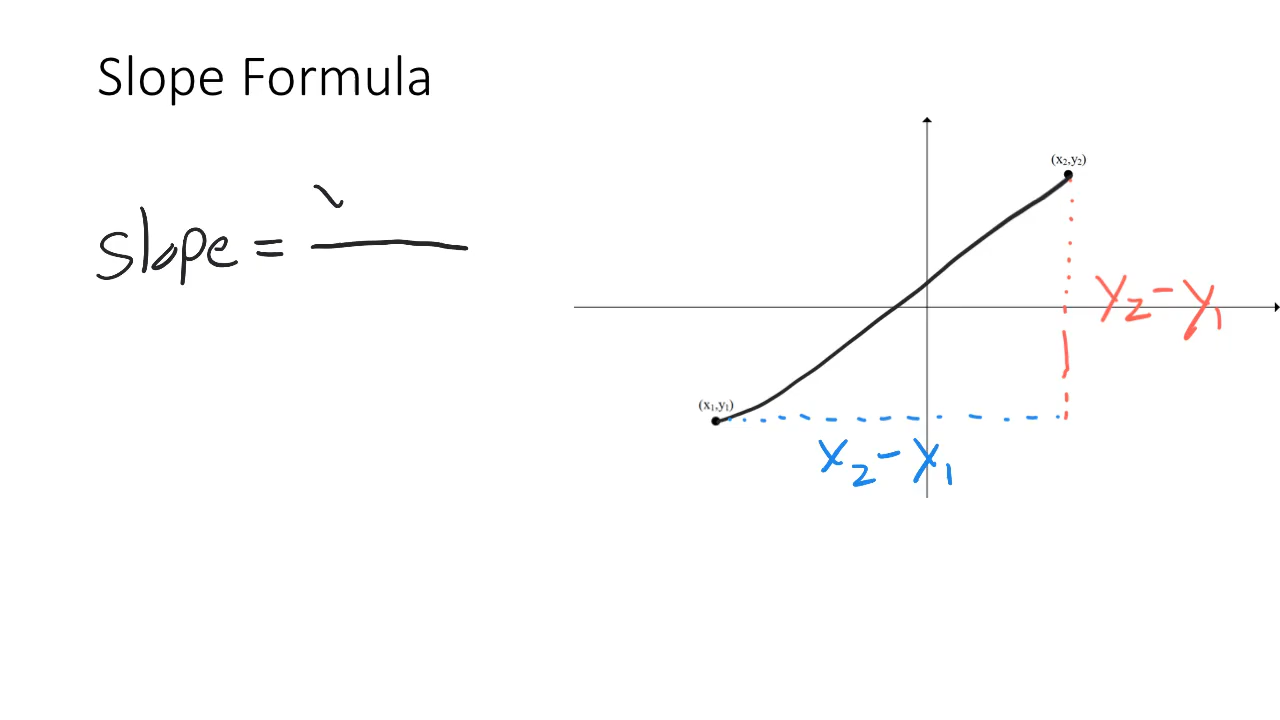 Slope Formula
(x₂,y₂)
slope =
y₂-y₁
(x₁,y₁)
x₂-x₁